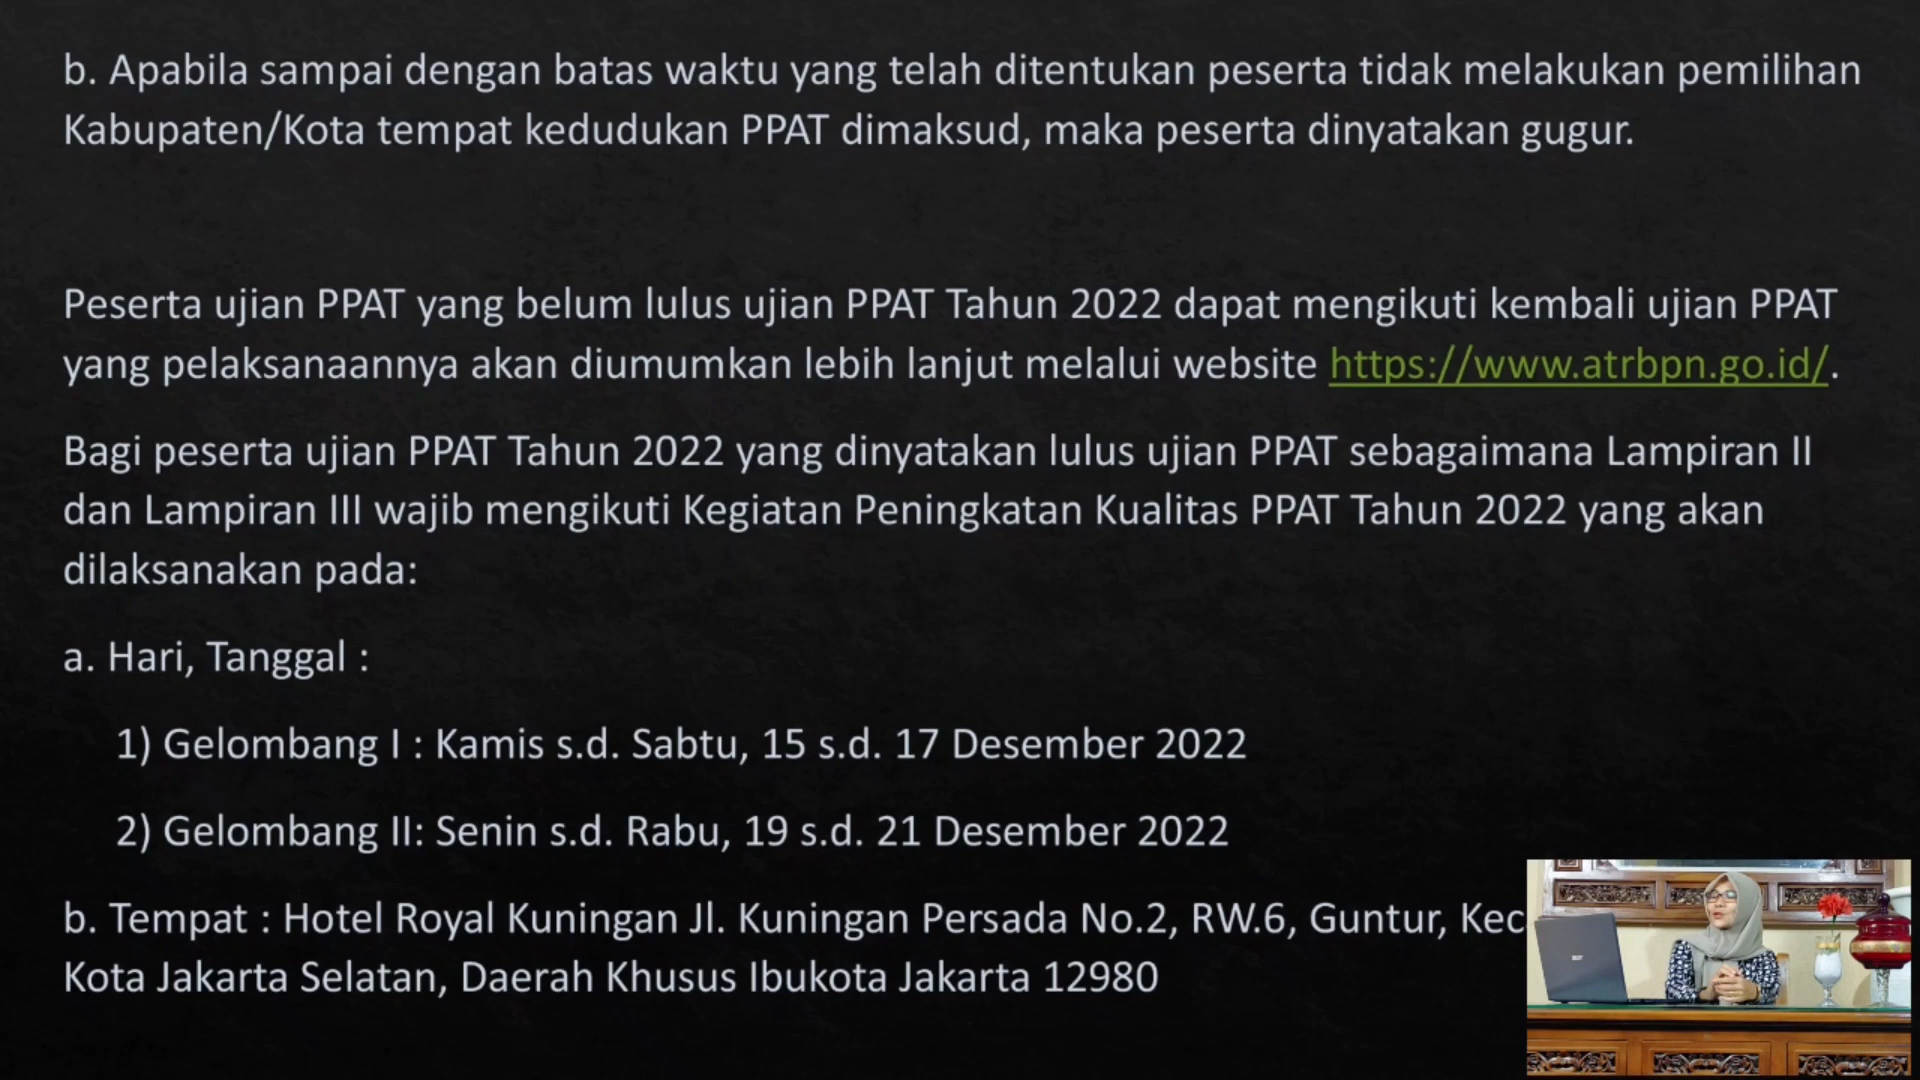 b. Apabila sampai dengan batas waktu yang telah ditentukan peserta tidak melakukan pemilihan
Kabupaten/Kota tempat kedudukan PPAT dimaksud, maka peserta dinyatakan gugur.
Peserta ujian PPAT yang belum lulus ujian PPAT Tahun 2022 dapat mengikuti kembali ujian PPAT
yang pelaksanaannya akan diumumkan lebih lanjut melalui website https://www.atrbpn.go.id/.
Bagi peserta ujian PPAT Tahun 2022 yang dinyatakan lulus ujian PPAT sebagaimana Lampiran II
dan Lampiran III wajib mengikuti Kegiatan Peningkatan Kualitas PPAT Tahun 2022 yang akan
dilaksanakan pada:
a. Hari, Tanggal :
1) Gelombang I : Kamis s.d. Sabtu, 15 s.d. 17 Desember 2022
2) Gelombang II: Senin s.d. Rabu, 19 s.d. 21 Desember 2022
b. Tempat : Hotel Royal Kuningan Jl. Kuningan Persada No.2, RW.6, Guntur, Kec
Kota Jakarta Selatan, Daerah Khusus Ibukota Jakarta 12980